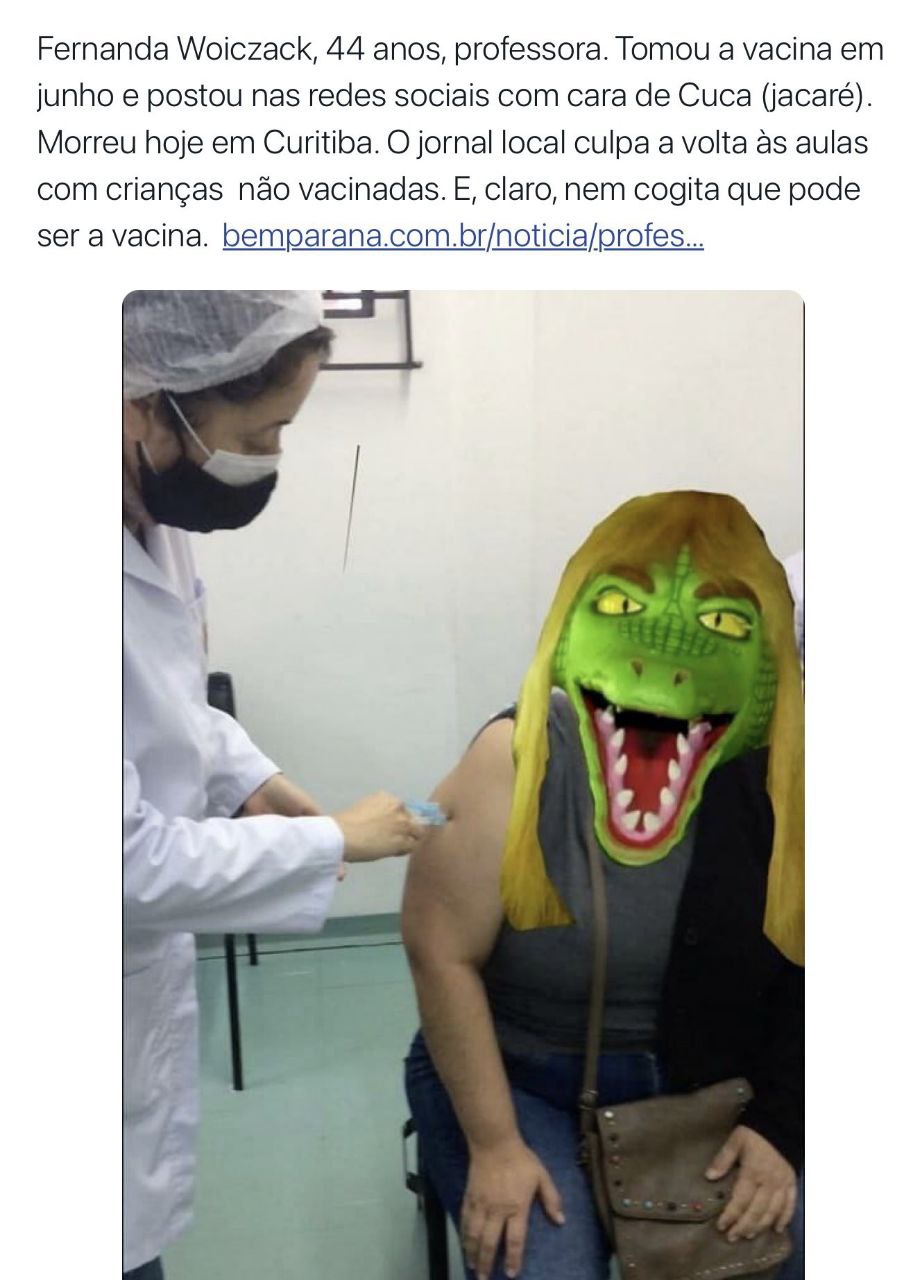 Fernanda Woiczack, 44 anos, professora. Tomou a vacina em
junho e postou nas redes sociais com cara de Cuca (jacaré).
Morreu hoje em Curitiba. O jornal local culpa a volta às aulas
com crianças  não vacinadas. E, claro, nem cogita que pode
ser a vacina.  bemparana.com.br/noticia/profes...